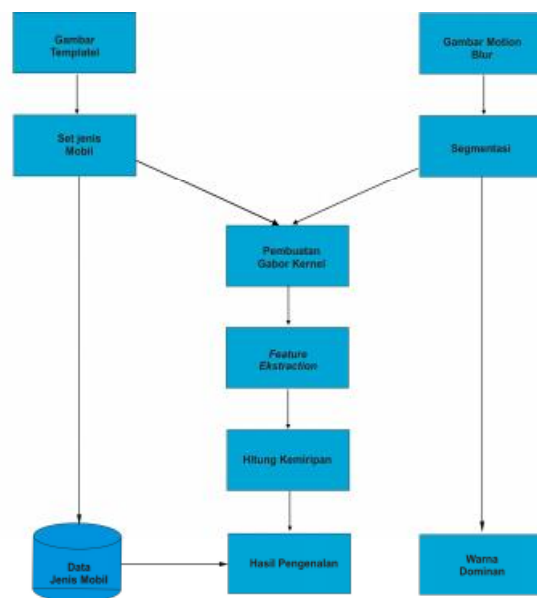 Gambar
Templatel
Gambar Motion
Blur
Set jenis
Mobil
Segmentasi
Pembuatan
Gabor Kernel
Feature
Ekstraction
Hitung Kemiripan
Data
Jenis Mobil
Hasil Pengenalan
Warna
Dominan